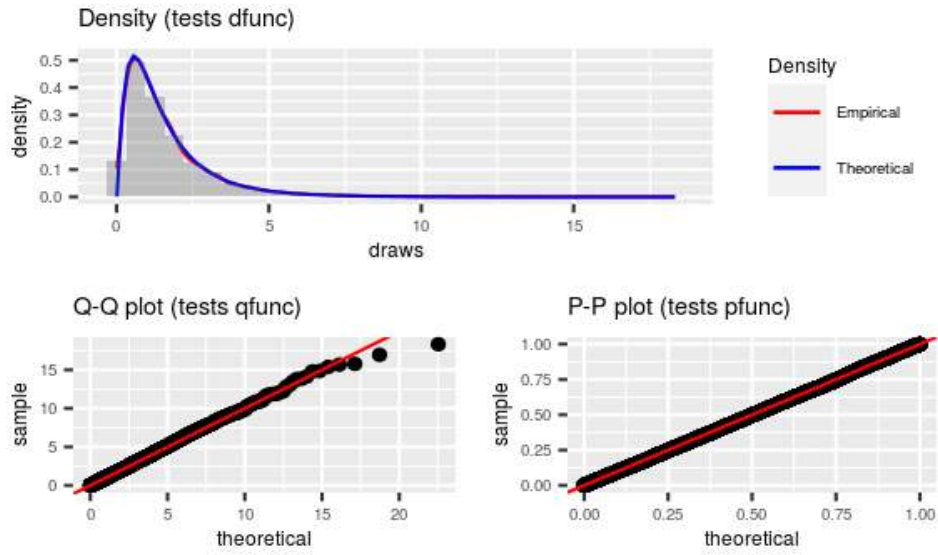 Density (tests dfunc)
0.5
0.4
0.3
0.2
0.1
0.0
density
0
5
10
15
draws
Density
Empirical
Theoretical
Q-Q plot (tests qfunc)
15
10
5
0
sample
0
5
10
15
20
theoretical
P-P plot (tests pfunc)
1.00
0.75
0.50
0.25
0.00
sample
0.00
0.25
0.50
0.75
1.00
theoretical